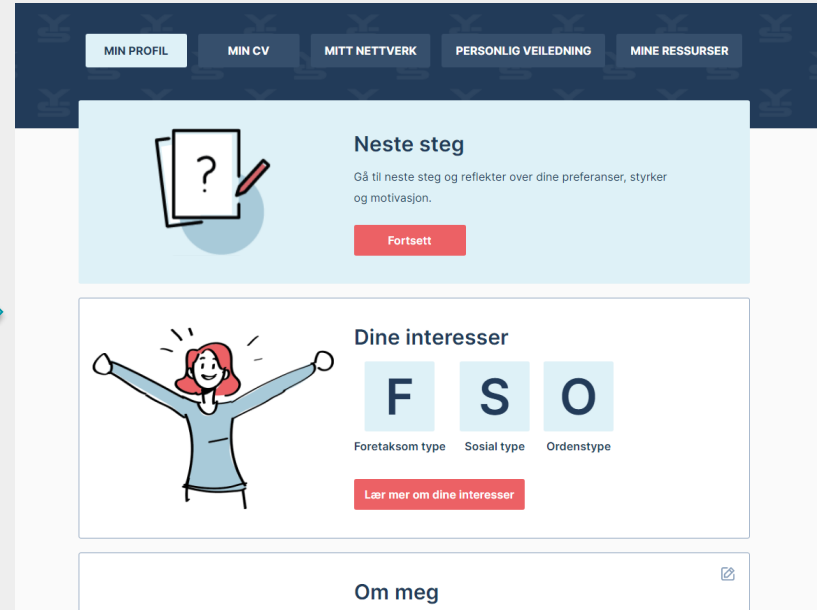 MIN PROFIL
MIN CV
MITT NETTVERK
PERSONLIG VEILEDNING
MINE RESSURSER
?
Neste steg
Gå til neste steg og reflekter over dine preferanser, styrker
og motivasjon.
Fortsett
Dine interesser
F S O
Foretaksom type Sosial type Ordenstype
Lær mer om dine interesser
Om meg